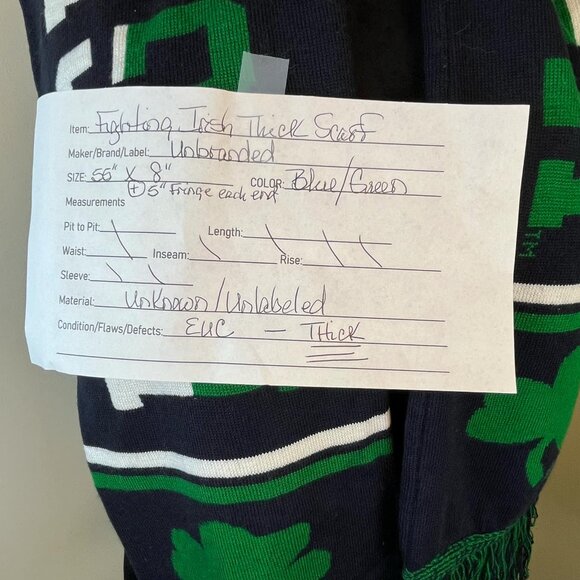 Item: Fighting Irish Thick Scarf
Maker/Brand/Label: Unbranded
SIZE: 56" X 8" COLOR: Blue/Green
+ 5" Fringe each end
Measurements
Pit to Pit: Length:
Waist: Inseam: Rise:
Sleeve:
Material: Unknown/Unlabeled
Condition/Flaws/Defects: EUC — THick
TM